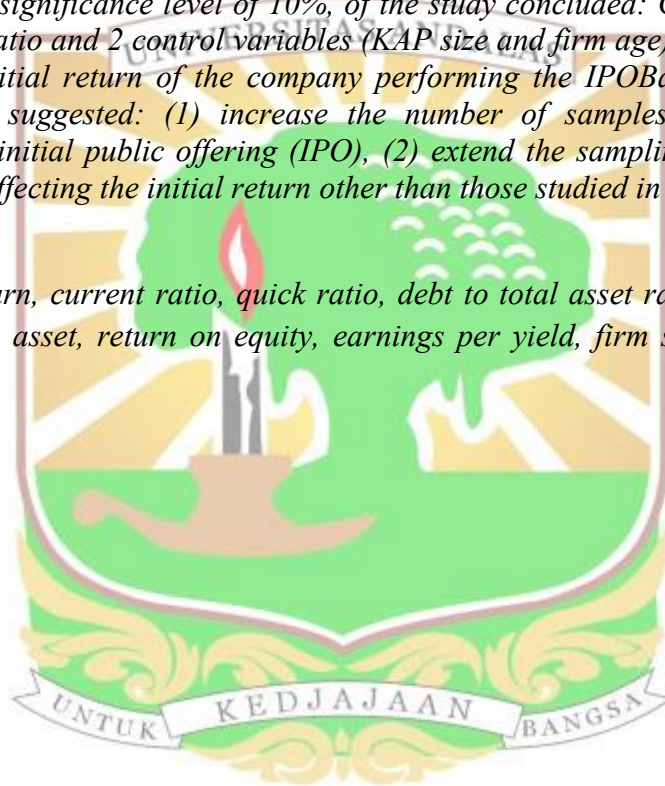 significance level of 10%, of the study concluded:
atio and 2 control variables (KAP size and firm age)
UNIVERSITAS ANDALAS
itial return of the company performing the IPOBa
suggested: (1) increase the number of samples
initial public offering (IPO), (2) extend the samplin
ffecting the initial return other than those studied in
rn, current ratio, quick ratio, debt to total asset ra
asset, return on equity, earnings per yield, firm s
UNTUK KEDJAJAAN BANGSA